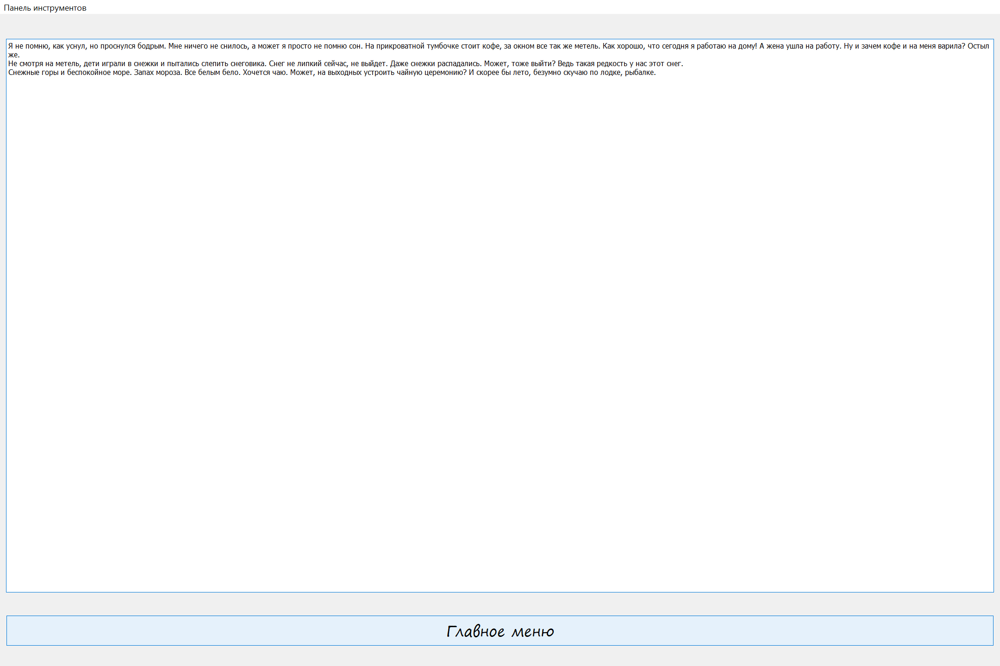 Панель инструментов
Я не помню, как уснул, но проснулся бодрым. Мне ничего не снилось, а может я просто не помню сон. На прикроватной тумбочке стоит кофе, за окном все так же метель. Как хорошо, что сегодня я работаю на дому! А жена ушла на работу. Ну и зачем кофе и на меня варила? Остыл
же.
Не смотря на метель, дети играли в снежки и пытались слепить снеговика. Снег не липкий сейчас, не выйдет. Даже снежки распадались. Может, тоже выйти? Ведь такая редкость у нас этот снег.
Снежные горы и беспокойное море. Запах мороза. Все белым бело. Хочется чаю. Может, на выходных устроить чайную церемонию? И скорее бы лето, безумно скучаю по лодке, рыбалке.
Главное меню